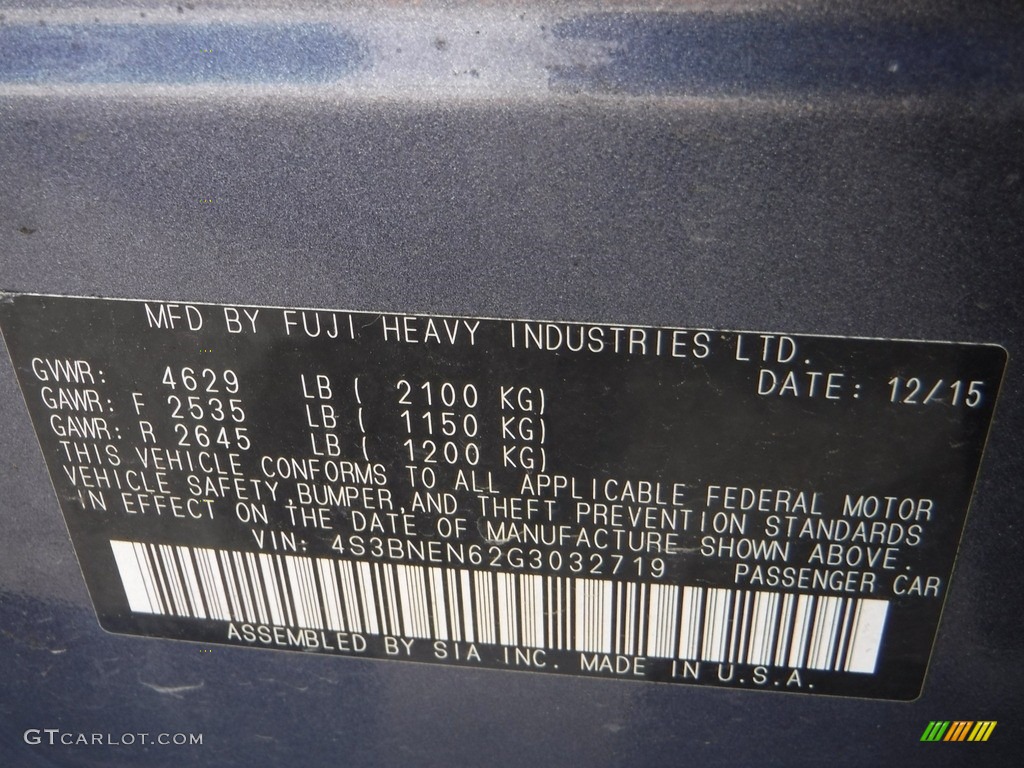 MFD BY FUJI HEAVY INDUSTRIES LTD.
DATE: 12/15
GVWR: 4629 LB ( 2100 KG)
GAWR: F 2535 LB ( 1150 KG)
GAWR: R 2645 LB ( 1200 KG)
THIS VEHICLE CONFORMS TO ALL APPLICABLE FEDERAL MOTOR
VEHICLE SAFETY,BUMPER,AND THEFT PREVENTION STANDARDS
IN EFFECT ON THE DATE OF MANUFACTURE SHOWN ABOVE.
VIN: 4S3BNEN62G3032719 PASSENGER CAR
ASSEMBLED BY SIA INC. MADE IN U.S.A.
GTCARLOT.COM